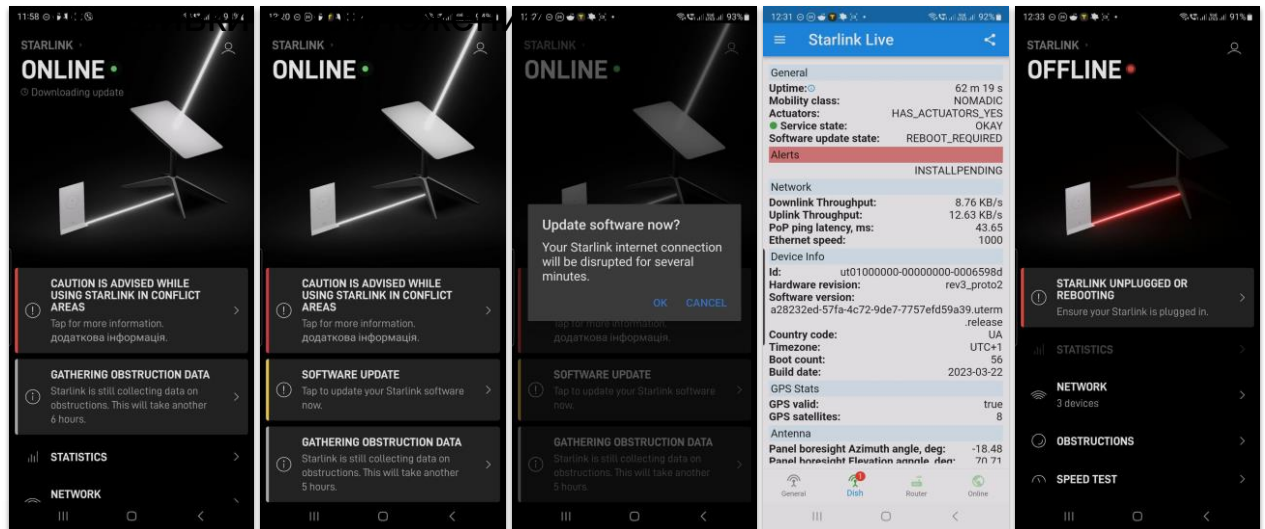 11:58
STARLINK
ONLINE
Downloading update
CAUTION IS ADVISED WHILE
USING STARLINK IN CONFLICT
AREAS
Tap for more information.
додаткова інформація.
GATHERING OBSTRUCTION DATA
Starlink is still collecting data on
obstructions. This will take another
6 hours.
STATISTICS
NETWORK
STARLINK
ONLINE
CAUTION IS ADVISED WHILE
USING STARLINK IN CONFLICT
AREAS
Tap for more information.
додаткова інформація.
SOFTWARE UPDATE
Tap to update your Starlink software
now.
GATHERING OBSTRUCTION DATA
Starlink is still collecting data on
obstructions. This will take another
5 hours.
93%
STARLINK
ONLINE
Update software now?
Your Starlink internet connection
will be disrupted for several
minutes.
OK CANCEL
Tap for more information.
додаткова інформація.
SOFTWARE UPDATE
Tap to update your Starlink software
now.
GATHERING OBSTRUCTION DATA
Starlink is still collecting data on
obstructions. This will take another
5 hours.
12:31 92%
Starlink Live
General
Uptime: 62 m 19 s
Mobility class: NOMADIC
Actuators: HAS_ACTUATORS_YES
Service state: OKAY
Software update state: REBOOT_REQUIRED
Alerts
INSTALLPENDING
Network
Downlink Throughput: 8.76 KB/s
Uplink Throughput: 12.63 KB/s
PoP ping latency, ms: 43.65
Ethernet speed: 1000
Device Info
Id: ut01000000-00000000-0006598d
Hardware revision: rev3_proto2
Software version:
a28232ed-57fa-4c72-9de7-7757efd59a39.uterm
.release
Country code: UA
Timezone: UTC+1
Boot count: 56
Build date: 2023-03-22
GPS Stats
GPS valid: true
GPS satellites: 8
Antenna
Panel boresight Azimuth angle, deg: -18.48
Panel boresight Elevation aangle, deg: 70.71
General Dish 1 Router Online
12:33 91%
STARLINK
OFFLINE
STARLINK UNPLUGGED OR
REBOOTING
Ensure your Starlink is plugged in.
STATISTICS
NETWORK
3 devices
OBSTRUCTIONS
SPEED TEST